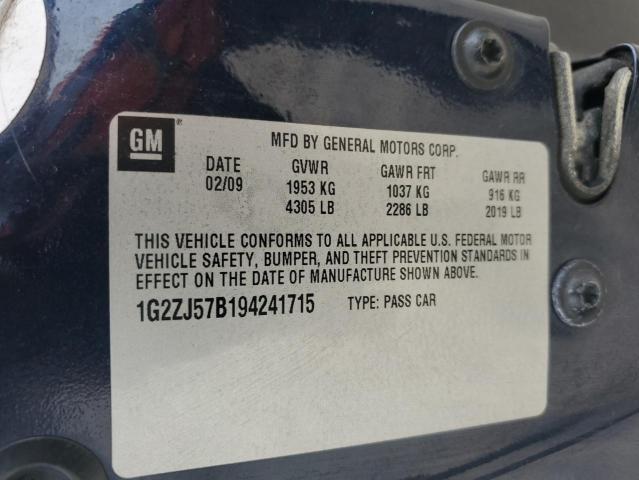 GM ®
MFD BY GENERAL MOTORS CORP.
DATE GVWR GAWR FRT GAWR RR
02/09 1953 KG 1037 KG 916 KG
4305 LB 2286 LB 2019 LB
THIS VEHICLE CONFORMS TO ALL APPLICABLE U.S. FEDERAL MOTOR
VEHICLE SAFETY, BUMPER, AND THEFT PREVENTION STANDARDS IN
EFFECT ON THE DATE OF MANUFACTURE SHOWN ABOVE.
1G2ZJ57B194241715 TYPE: PASS CAR